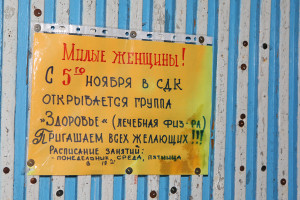 Милые женщины!
С 5го ноября в СДК
открывается группа
"Здоровье" (лечебная физ-ра)
Приглашаем всех желающих!!!
Расписание занятий:
- понедельник, среда, пятница
в 18